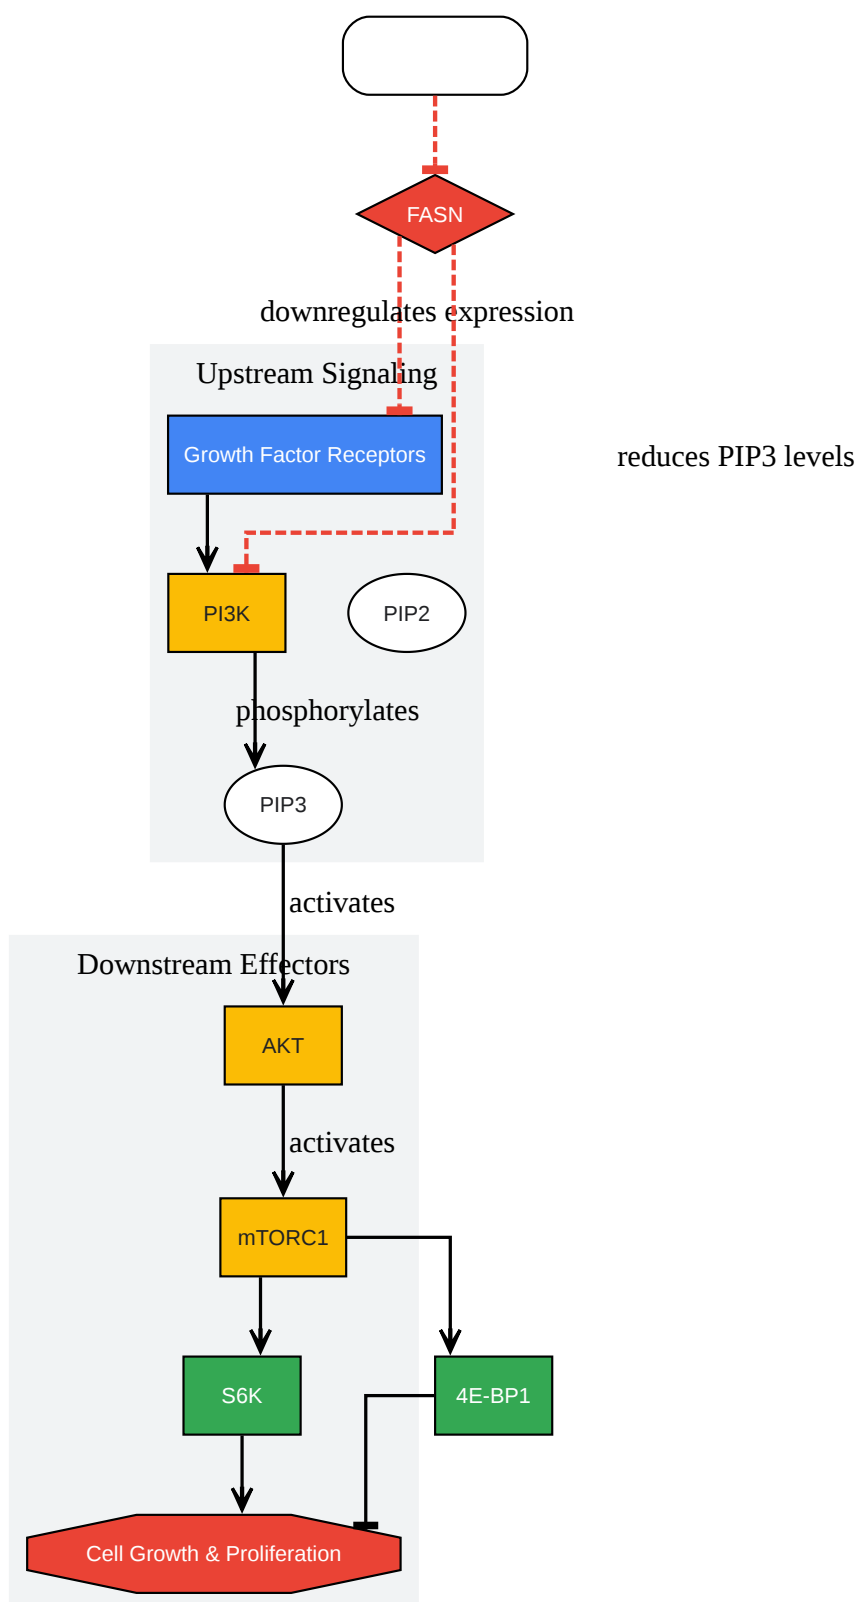 FASN
downregulates expression
Upstream Signaling
Growth Factor Receptors
reduces PIP3 levels
PI3K
PIP2
phosphorylates
PIP3
activates
Downstream Effectors
AKT
activates
mTORC1
S6K
4E-BP1
Cell Growth & Proliferation